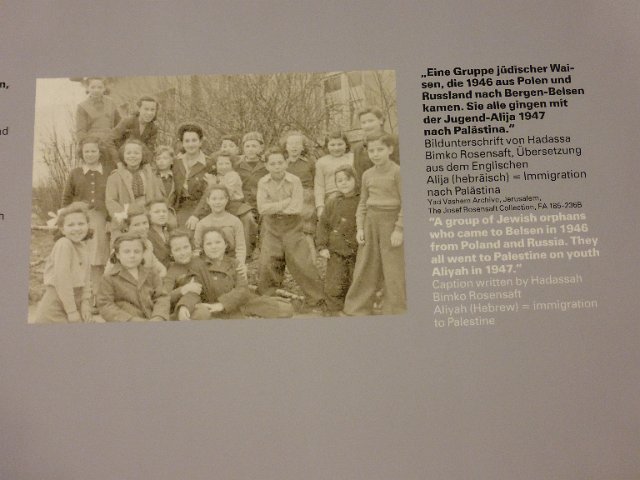 n,
nd
h
„Eine Gruppe jüdischer Wai-
sen, die 1946 aus Polen und
Russland nach Bergen-Belsen
kamen. Sie alle gingen mit
der Jugend-Alija 1947
nach Palästina.“
Bildunterschrift von Hadassa
Bimko Rosensaft, Übersetzung
aus dem Englischen
Alija (hebräisch) = Immigration
nach Palästina
Yad Vashem Archive, Jerusalem,
The Josef Rosensaft Collection, FA 185-236B
“A group of Jewish orphans
who came to Belsen in 1946
from Poland and Russia. They
all went to Palestine on youth
Aliyah in 1947.”
Caption written by Hadassah
Bimko Rosensaft
Aliyah (Hebrew) = immigration
to Palestine